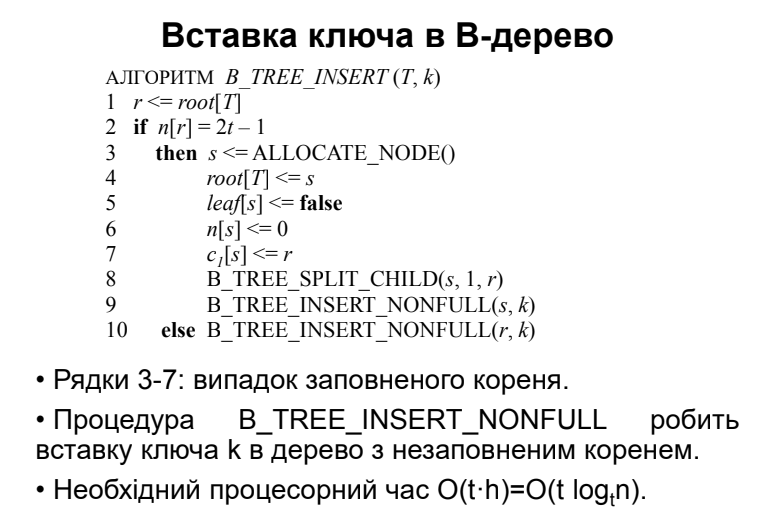 Вставка ключа в B-дерево
АЛГОРИТМ B_TREE_INSERT (T, k)
1 r <= root[T]
2 if n[r] = 2t – 1
3 then s <= ALLOCATE_NODE()
4 root[T] <= s
5 leaf[s] <= false
6 n[s] <= 0
7 c₁[s] <= r
8 B_TREE_SPLIT_CHILD(s, 1, r)
9 B_TREE_INSERT_NONFULL(s, k)
10 else B_TREE_INSERT_NONFULL(r, k)
• Рядки 3-7: випадок заповненого кореня.
• Процедура B_TREE_INSERT_NONFULL робить
вставку ключа k в дерево з незаповненим коренем.
• Необхідний процесорний час O(t·h)=O(t logₜn).